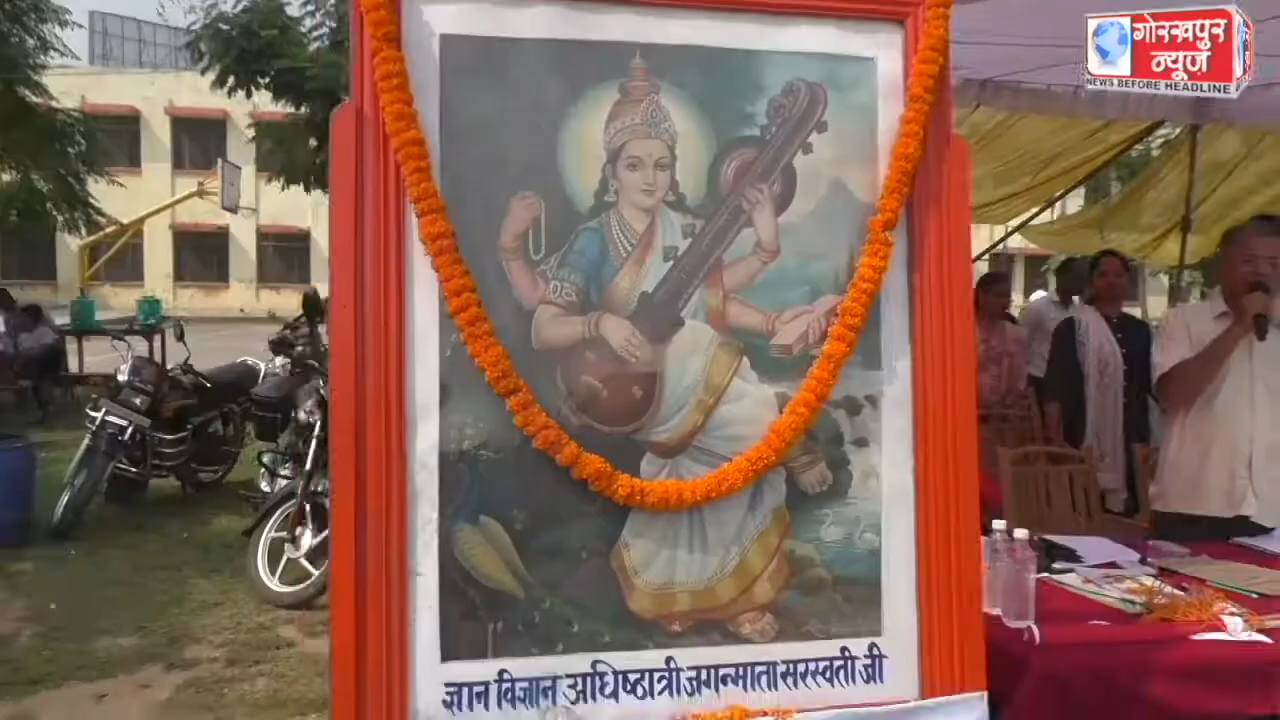 गोरखपुर
न्यूज़
NEWS BEFORE HEADLINE
ज्ञान विज्ञान अधिष्ठात्री जगन्माता सरस्वती जी